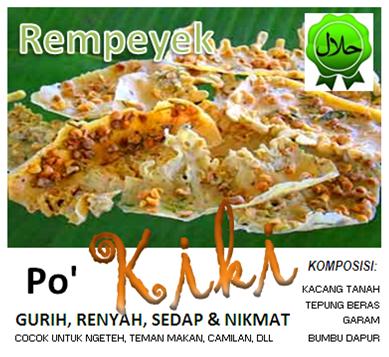 Rempeyek
حلال
Po' Kiki
GURIH, RENYAH, SEDAP & NIKMAT
COCOK UNTUK NGETEH, TEMAN MAKAN, CAMILAN, DLL
KOMPOSISI:
KACANG TANAH
TEPUNG BERAS
GARAM
BUMBU DAPUR